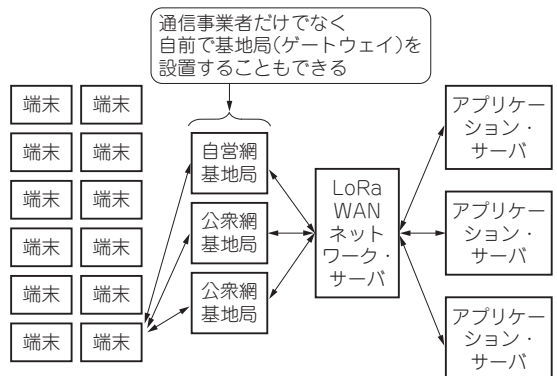 通信事業者だけでなく
自前で基地局(ゲートウェイ)を
設置することもできる
端末 端末
端末 端末
端末 端末
端末 端末
端末 端末
端末 端末
自営網
基地局
公衆網
基地局
公衆網
基地局
LoRa
WAN
ネット
ワーク・
サーバ
アプリケー
ション・
サーバ
アプリケー
ション・
サーバ
アプリケー
ション・
サーバ